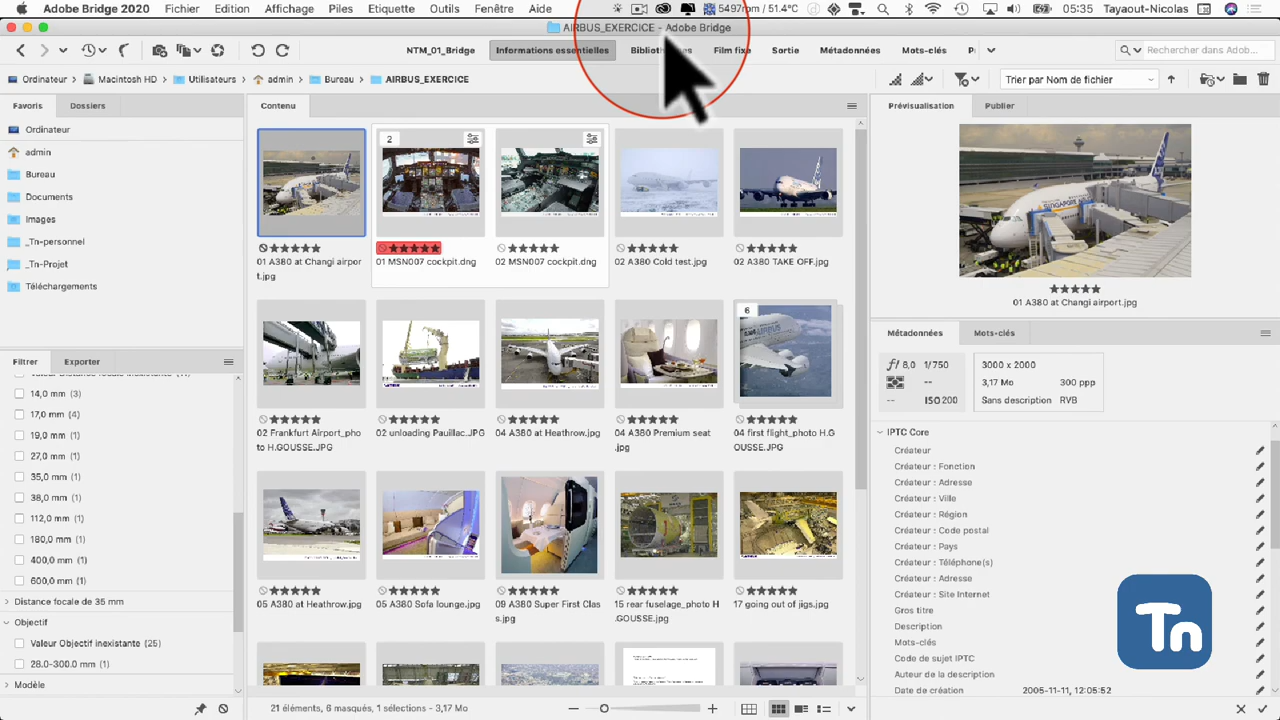 Adobe Bridge 2020 Fichier Edition Affichage Piles Etiquette Outils Fenêtre Aide 5497rpm / 51.4°C 05:35 Tayaout-Nicolas
AIRBUS_EXERCICE - Adobe Bridge
NTM_01_Bridge Informations essentielles Film fixe Sortie Métadonnées Mots-clés Rechercher dans Adob...
Ordinateur Macintosh HD Utilisateurs admin Bureau AIRBUS_EXERCICE Trier par Nom de fichier
Favoris Dossiers
Ordinateur
admin
Bureau
Documents
Images
_Tn-personnel
_Tn-Projet
Téléchargements
Filtrer Exporter
14,0 mm (3)
17,0 mm (4)
19,0 mm (1)
27,0 mm (1)
35,0 mm (1)
38,0 mm (1)
112,0 mm (1)
180,0 mm (1)
400,0 mm (1)
600,0 mm (1)
Distance focale de 35 mm
Objectif
Valeur Objectif inexistante (25)
28.0-300.0 mm (1)
Modèle
Contenu
2
01 A380 at Changi airpor
t.jpg
01 MSN007 cockpit.dng
02 MSN007 cockpit.dng
02 A380 Cold test.jpg
02 A380 TAKE OFF.jpg
6
02 Frankfurt Airport_pho
to H.GOUSSE.JPG
02 unloading Pauillac.JPG
04 A380 at Heathrow.jpg
04 A380 Premium seat
.jpg
04 first flight_photo H.G
OUSSE.JPG
05 A380 at Heathrow.jpg
05 A380 Sofa lounge.jpg
09 A380 Super First Clas
s.jpg
15 rear fuselage_photo H
.GOUSSE.jpg
17 going out of jigs.jpg
21 éléments, 6 masqués, 1 sélections - 3,17 Mo
Prévisualisation Publier
01 A380 at Changi airport.jpg
Métadonnées Mots-clés
f/ 8,0 1/750
--
-- ISO200
3000 x 2000
3,17 Mo 300 ppp
Sans description RVB
IPTC Core
Créateur
Créateur : Fonction
Créateur : Adresse
Créateur : Ville
Créateur : Région
Créateur : Code postal
Créateur : Pays
Créateur : Téléphone(s)
Créateur : Adresse
Créateur : Site Internet
Gros titre
Description
Mots-clés
Code de sujet IPTC
Auteur de la description
Date de création 2005-11-11, 12:05:52
Tn